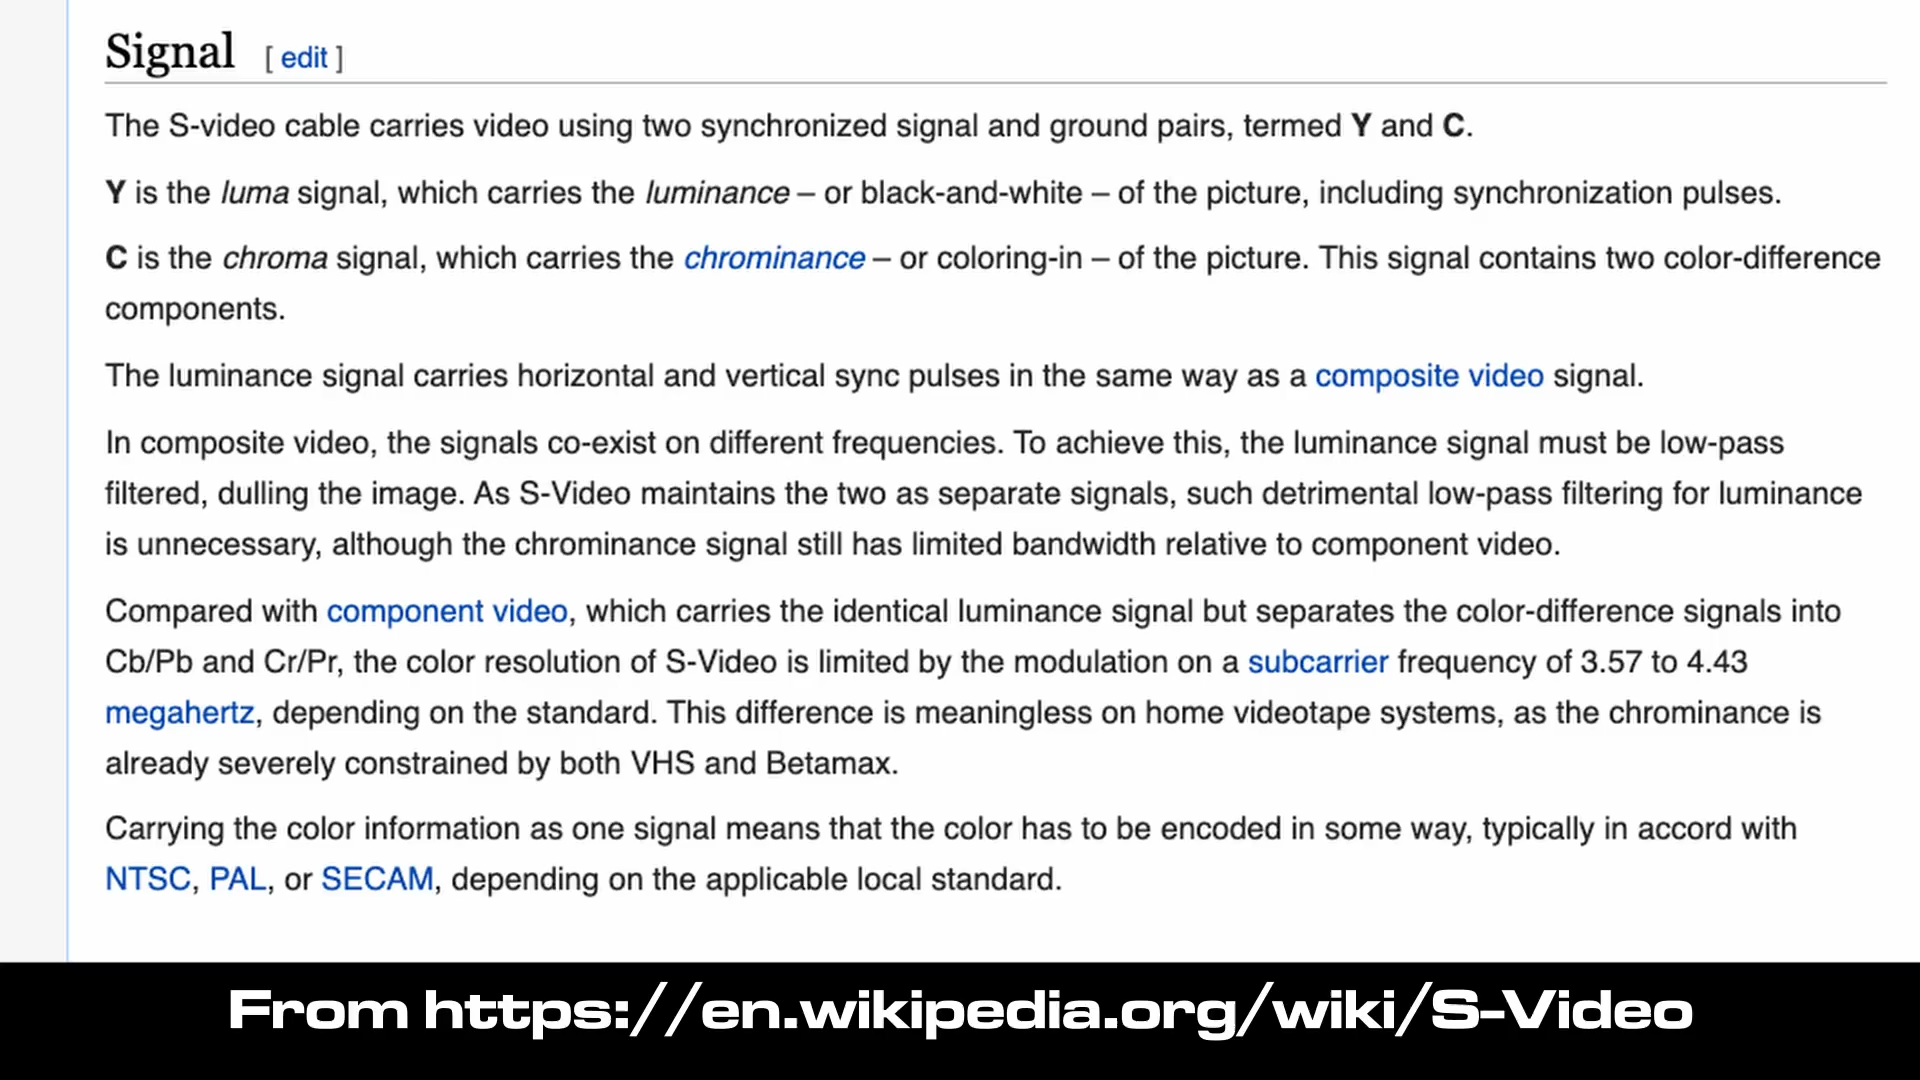 Signal [ edit ]
The S-video cable carries video using two synchronized signal and ground pairs, termed Y and C.
Y is the luma signal, which carries the luminance – or black-and-white – of the picture, including synchronization pulses.
C is the chroma signal, which carries the chrominance – or coloring-in – of the picture. This signal contains two color-difference
components.
The luminance signal carries horizontal and vertical sync pulses in the same way as a composite video signal.
In composite video, the signals co-exist on different frequencies. To achieve this, the luminance signal must be low-pass
filtered, dulling the image. As S-Video maintains the two as separate signals, such detrimental low-pass filtering for luminance
is unnecessary, although the chrominance signal still has limited bandwidth relative to component video.
Compared with component video, which carries the identical luminance signal but separates the color-difference signals into
Cb/Pb and Cr/Pr, the color resolution of S-Video is limited by the modulation on a subcarrier frequency of 3.57 to 4.43
megahertz, depending on the standard. This difference is meaningless on home videotape systems, as the chrominance is
already severely constrained by both VHS and Betamax.
Carrying the color information as one signal means that the color has to be encoded in some way, typically in accord with
NTSC, PAL, or SECAM, depending on the applicable local standard.
From https://en.wikipedia.org/wiki/S-Video